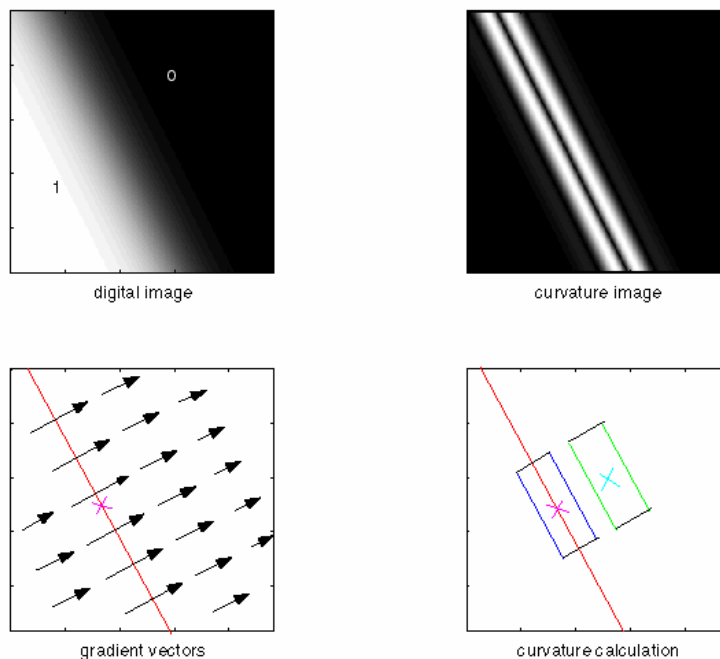 0
1
digital image
curvature image
gradient vectors
curvature calculation